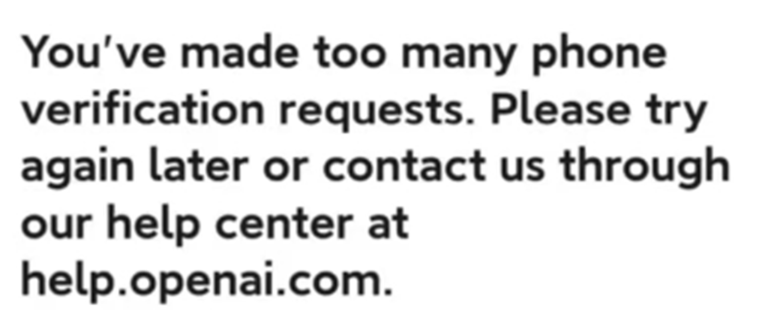 You've made too many phone
verification requests. Please try
again later or contact us through
our help center at
help.openai.com.